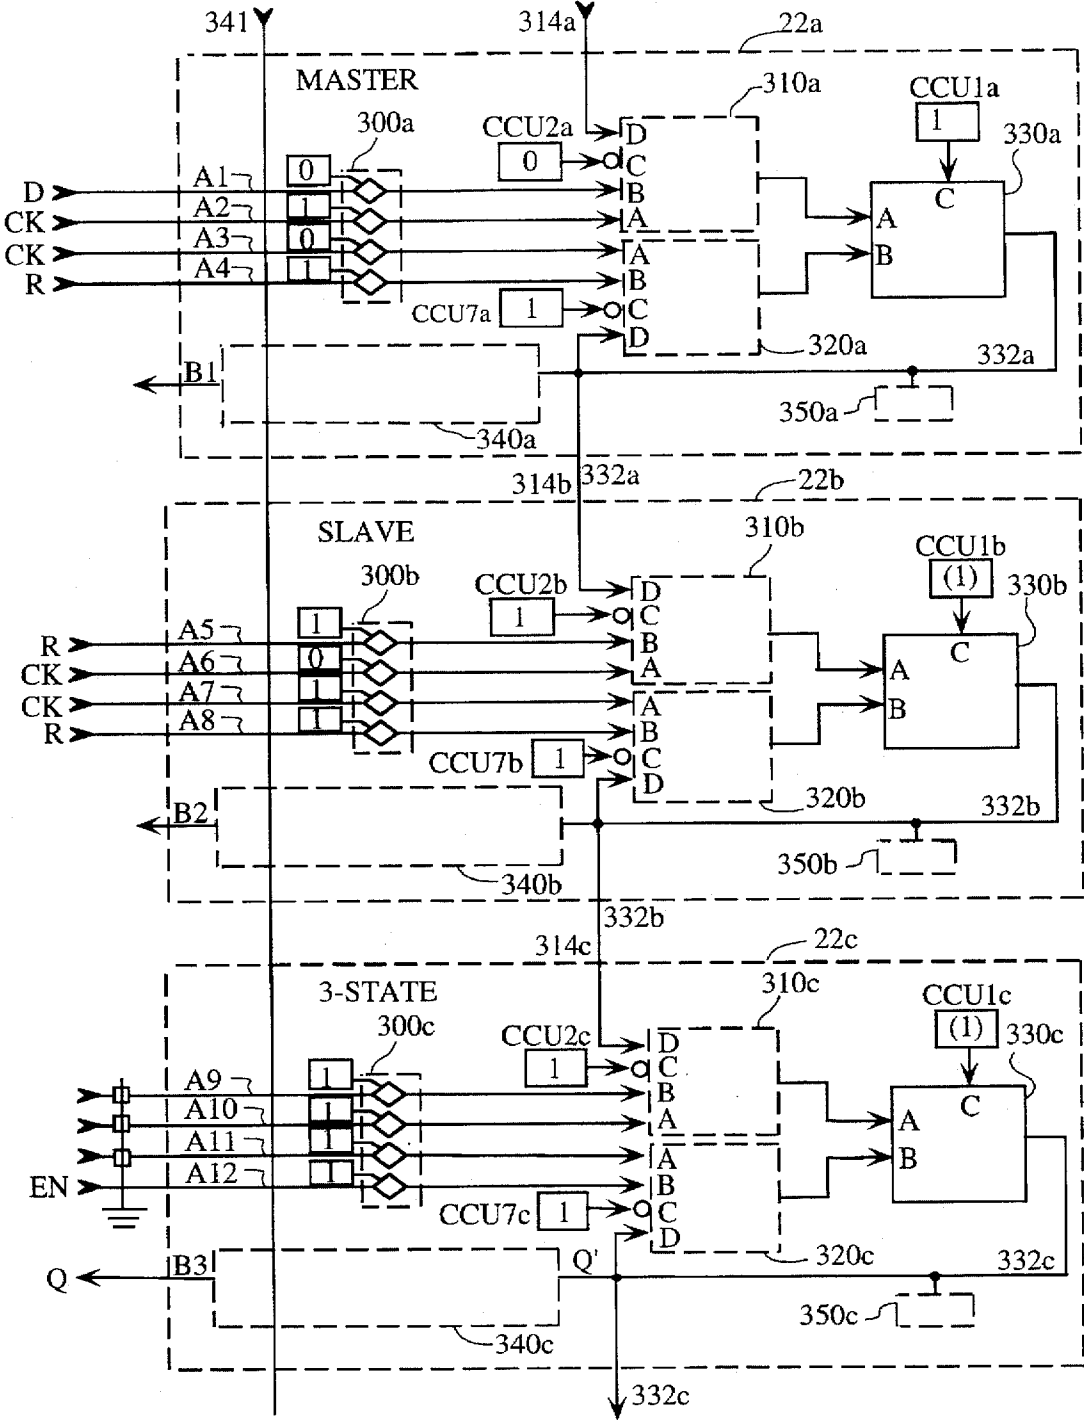 341
314a
22a
MASTER
310a
CCU1a
1
330a
300a
CCU2a
0
D
C
B
A
C
A
B
D
A1
0
CK
A2
1
CK
A3
0
R
A4
1
A
B
C
D
CCU7a
1
320a
332a
B1
340a
350a
314b
332a
22b
SLAVE
310b
CCU1b
(1)
330b
300b
CCU2b
1
D
C
B
A
C
A
B
R
A5
1
CK
A6
0
CK
A7
1
R
A8
1
A
B
C
D
CCU7b
1
320b
332b
B2
340b
350b
332b
314c
22c
3-STATE
310c
CCU1c
(1)
330c
300c
CCU2c
1
D
C
B
A
C
A
B
A9
1
A10
1
A11
1
EN
A12
1
A
B
C
D
CCU7c
1
320c
332c
Q
B3
Q'
340c
350c
332c